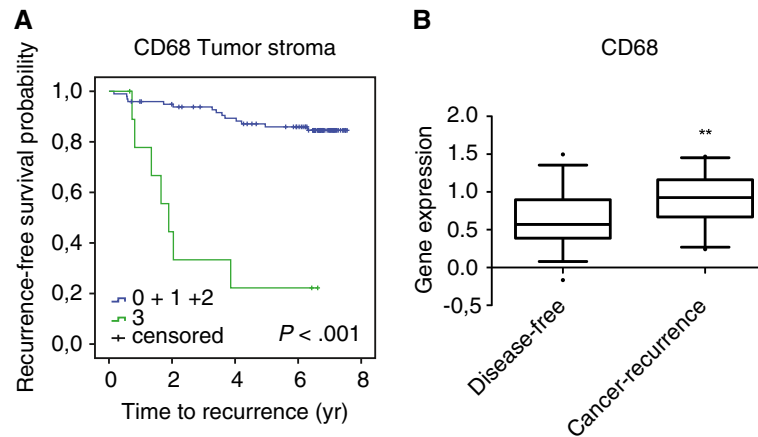 A
CD68 Tumor stroma
Recurrence-free survival probability
1,0
0,8
0,6
0,4
0,2
0,0
0 + 1 +2
3
censored
P < .001
0 2 4 6 8
Time to recurrence (yr)
B
CD68
Gene expression
2.0
1.5
1.0
0.5
0.0
-0,5
**
Disease-free
Cancer-recurrence